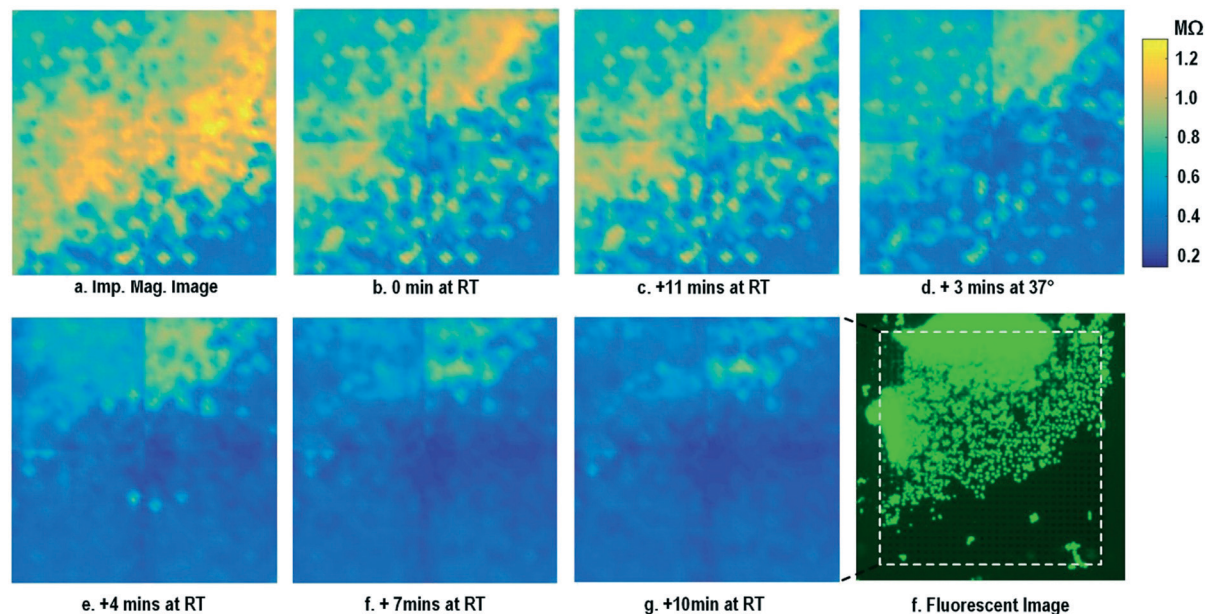 MΩ
1.2
1.0
0.8
0.6
0.4
0.2
a. Imp. Mag. Image
b. 0 min at RT
c. +11 mins at RT
d. + 3 mins at 37°
e. +4 mins at RT
f. + 7mins at RT
g. +10min at RT
f. Fluorescent Image